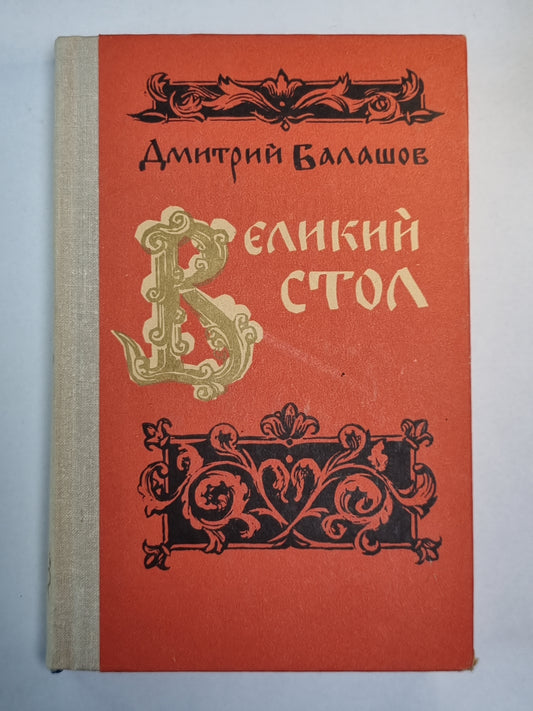 Дмитрий Балашов
Великий
стол